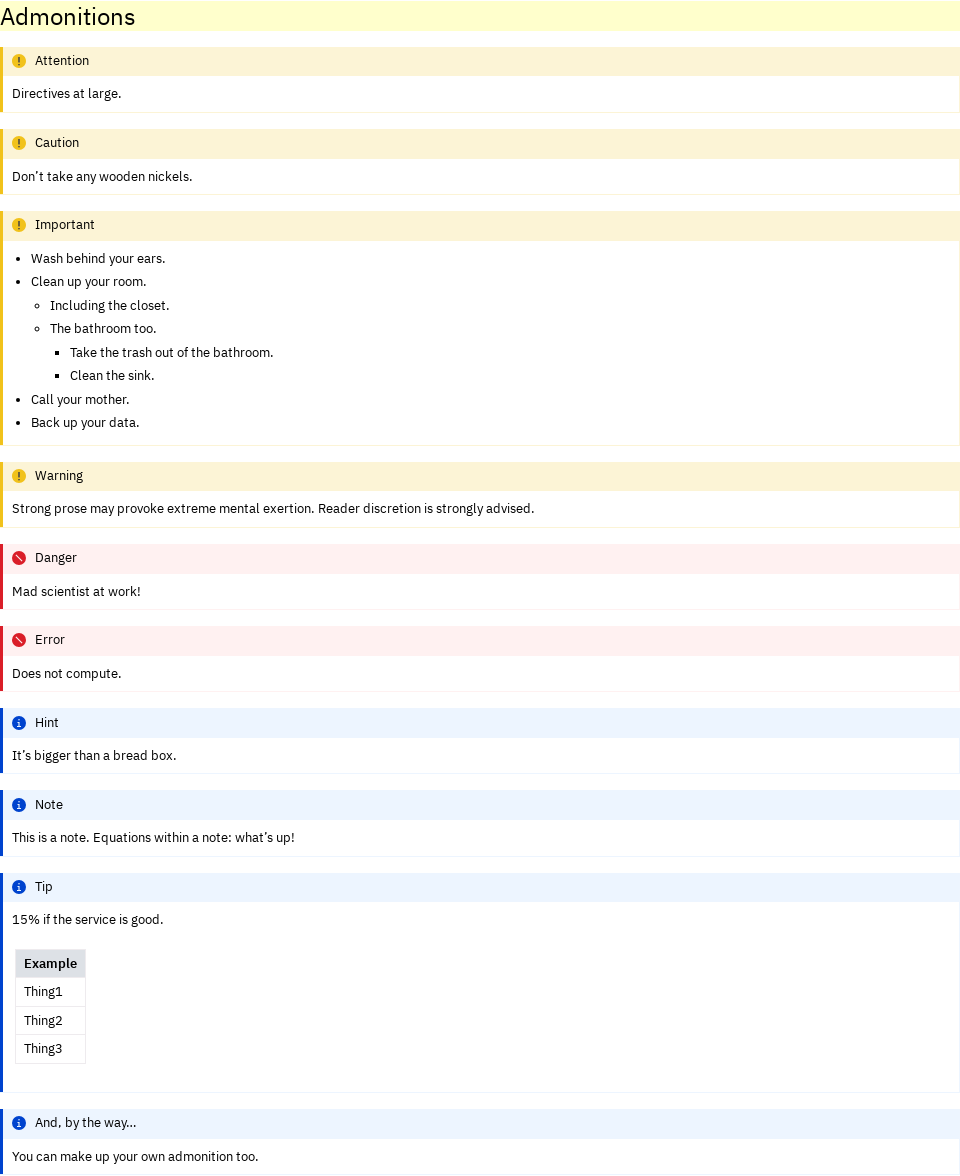 Admonitions
Attention
Directives at large.
Caution
Don’t take any wooden nickels.
Important
Wash behind your ears.
Clean up your room.
Including the closet.
The bathroom too.
Take the trash out of the bathroom.
Clean the sink.
Call your mother.
Back up your data.
Warning
Strong prose may provoke extreme mental exertion. Reader discretion is strongly advised.
Danger
Mad scientist at work!
Error
Does not compute.
Hint
It’s bigger than a bread box.
Note
This is a note. Equations within a note: what’s up!
Tip
15% if the service is good.
Example
Thing1
Thing2
Thing3
And, by the way…
You can make up your own admonition too.